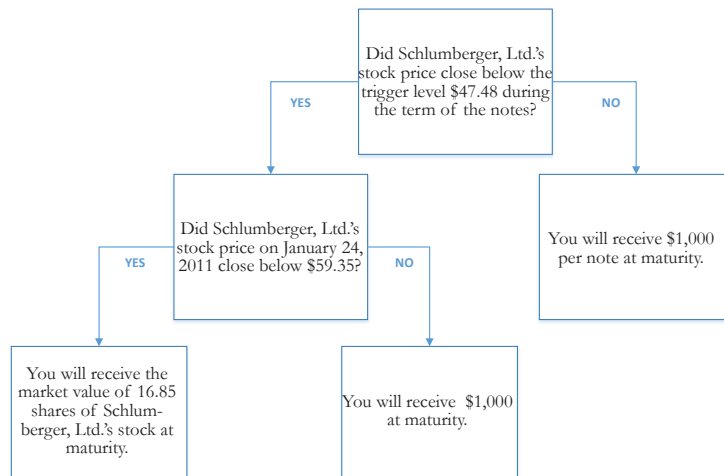 Did Schlumberger, Ltd.'s
stock price close below the
trigger level $47.48 during
the term of the notes?
YES
NO
Did Schlumberger, Ltd.'s
stock price on January 24,
2011 close below $59.35?
You will receive $1,000
per note at maturity.
YES
NO
You will receive the
market value of 16.85
shares of Schlum-
berger, Ltd.'s stock at
maturity.
You will receive $1,000
at maturity.